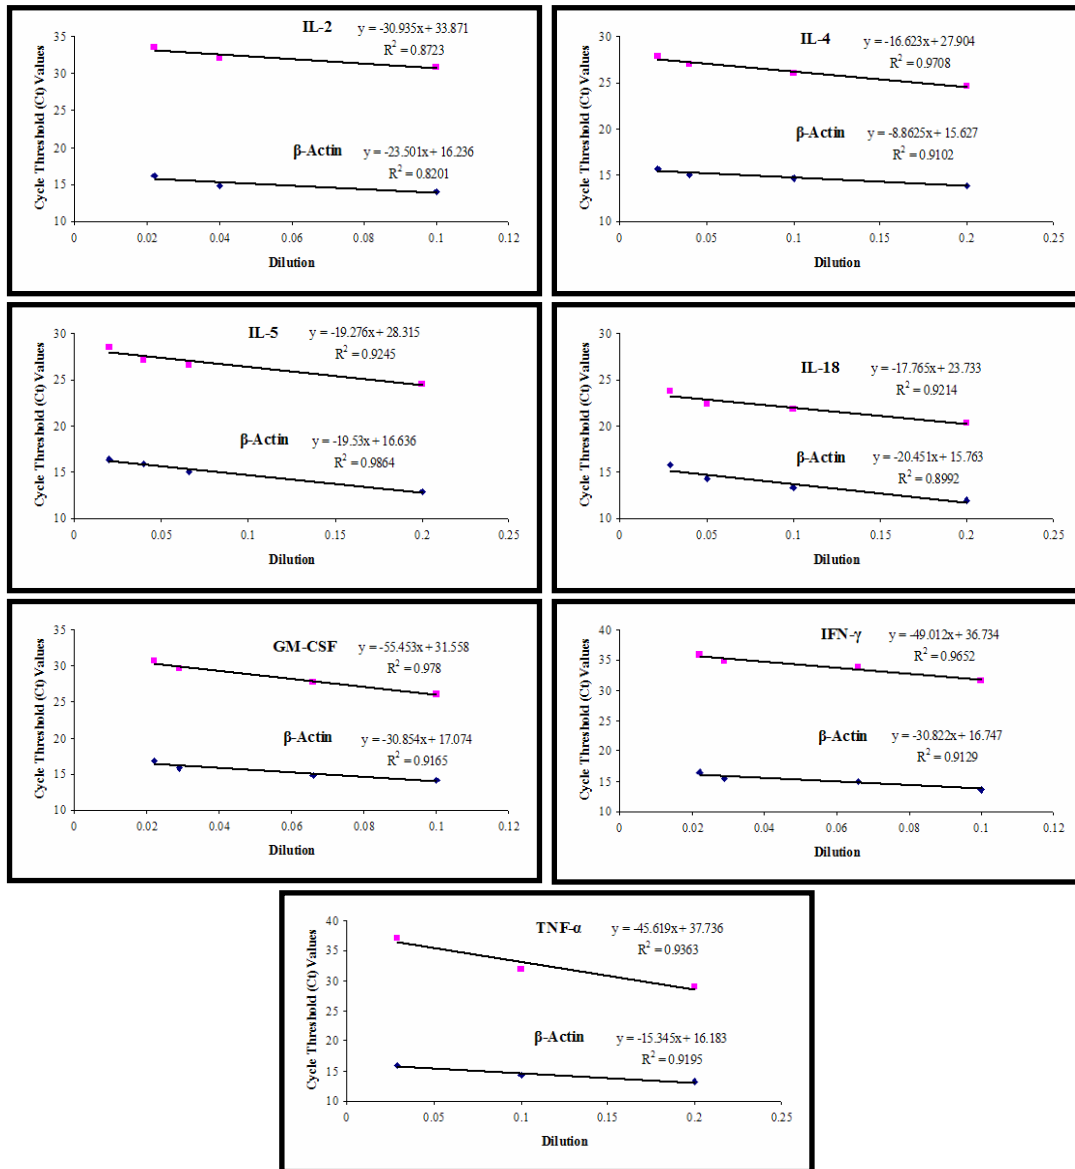 IL-2 y = -30.935x + 33.871
R² = 0.8723
β-Actin y = -23.501x + 16.236
R² = 0.8201
Cycle Threshold (Ct) Values
35
30
25
20
15
10
0 0.02 0.04 0.06 0.08 0.1 0.12
Dilution
IL-4 y = -16.623x + 27.904
R² = 0.9708
β-Actin y = -8.8625x + 15.627
R² = 0.9102
Cycle Threshold (Ct) Values
30
25
20
15
10
0 0.05 0.1 0.15 0.2 0.25
Dilution
IL-5 y = -19.276x + 28.315
R² = 0.9245
β-Actin y = -19.53x + 16.636
R² = 0.9864
Cycle Threshold (Ct) Values
30
25
20
15
10
0 0.05 0.1 0.15 0.2 0.25
Dilution
IL-18 y = -17.765x + 23.733
R² = 0.9214
β-Actin y = -20.451x + 15.763
R² = 0.8992
Cycle Threshold (Ct) Values
30
25
20
15
10
0 0.05 0.1 0.15 0.2 0.25
Dilution
GM-CSF y = -55.453x + 31.558
R² = 0.978
β-Actin y = -30.854x + 17.074
R² = 0.9165
Cycle Threshold (Ct) Values
35
30
25
20
15
10
0 0.02 0.04 0.06 0.08 0.1 0.12
Dilution
IFN-γ y = -49.012x + 36.734
R² = 0.9652
β-Actin y = -30.822x + 16.747
R² = 0.9129
Cycle Threshold (Ct) Values
40
35
30
25
20
15
10
0 0.02 0.04 0.06 0.08 0.1 0.12
Dilution
TNF-α y = -45.619x + 37.736
R² = 0.9363
β-Actin y = -15.345x + 16.183
R² = 0.9195
Cycle Threshold (Ct) Values
40
35
30
25
20
15
10
0 0.05 0.1 0.15 0.2 0.25
Dilution